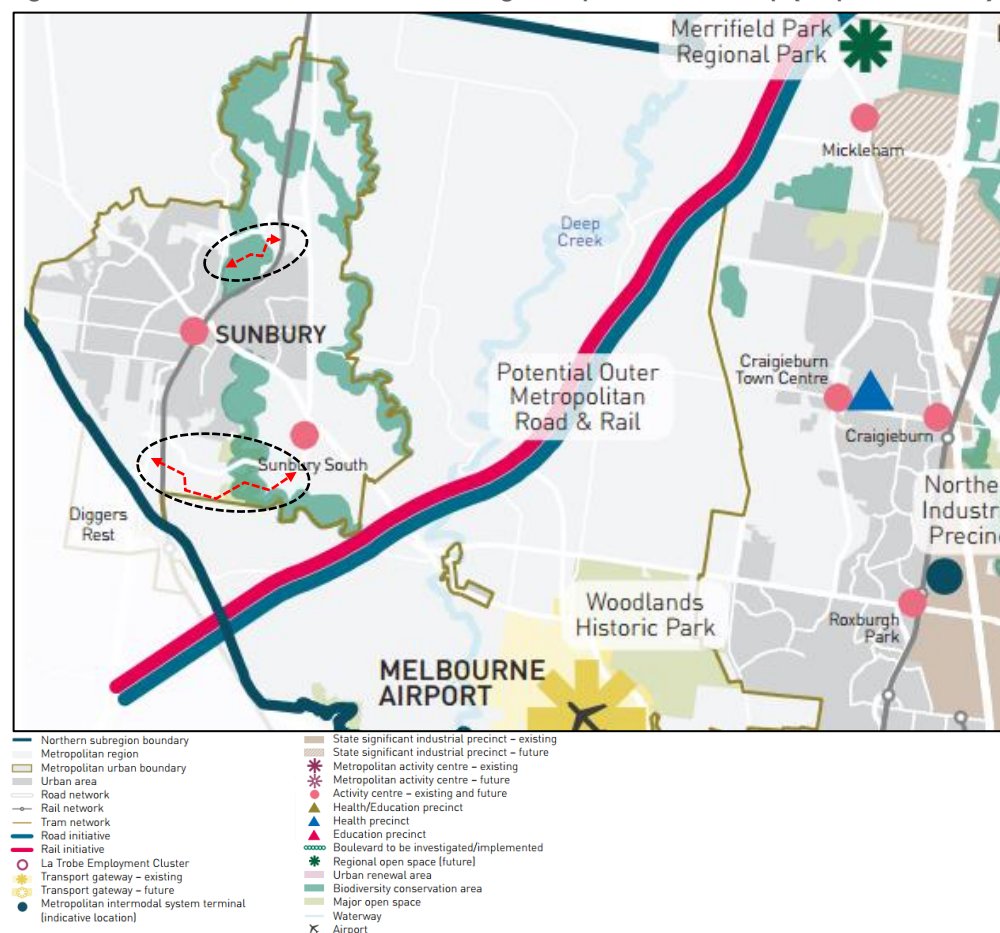 Merrifield Park
Regional Park
Mickleham
Deep
Creek
SUNBURY
Potential Outer
Metropolitan
Road & Rail
Craigieburn
Town Centre
Craigieburn
Sunbury South
Diggers
Rest
Northe
Industr
Precinc
Woodlands
Historic Park
Roxburgh
Park
MELBOURNE
AIRPORT
Northern subregion boundary
Metropolitan region
Metropolitan urban boundary
Urban area
Road network
Rail network
Tram network
Road initiative
Rail initiative
La Trobe Employment Cluster
Transport gateway – existing
Transport gateway – future
Metropolitan intermodal system terminal
(indicative location)
State significant industrial precinct – existing
State significant industrial precinct – future
Metropolitan activity centre – existing
Metropolitan activity centre – future
Activity centre – existing and future
Health/Education precinct
Health precinct
Education precinct
Boulevard to be investigated/implemented
Regional open space (future)
Urban renewal area
Biodiversity conservation area
Major open space
Waterway
Airport